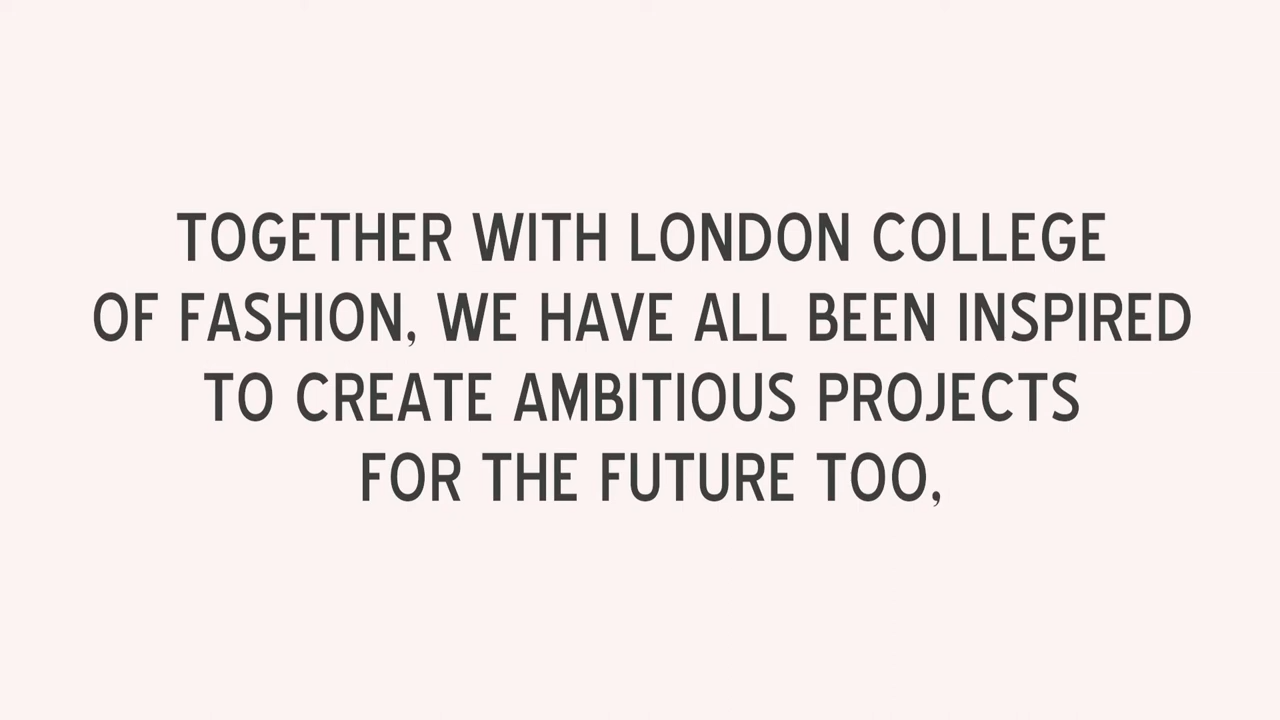 TOGETHER WITH LONDON COLLEGE
OF FASHION, WE HAVE ALL BEEN INSPIRED
TO CREATE AMBITIOUS PROJECTS
FOR THE FUTURE TOO,